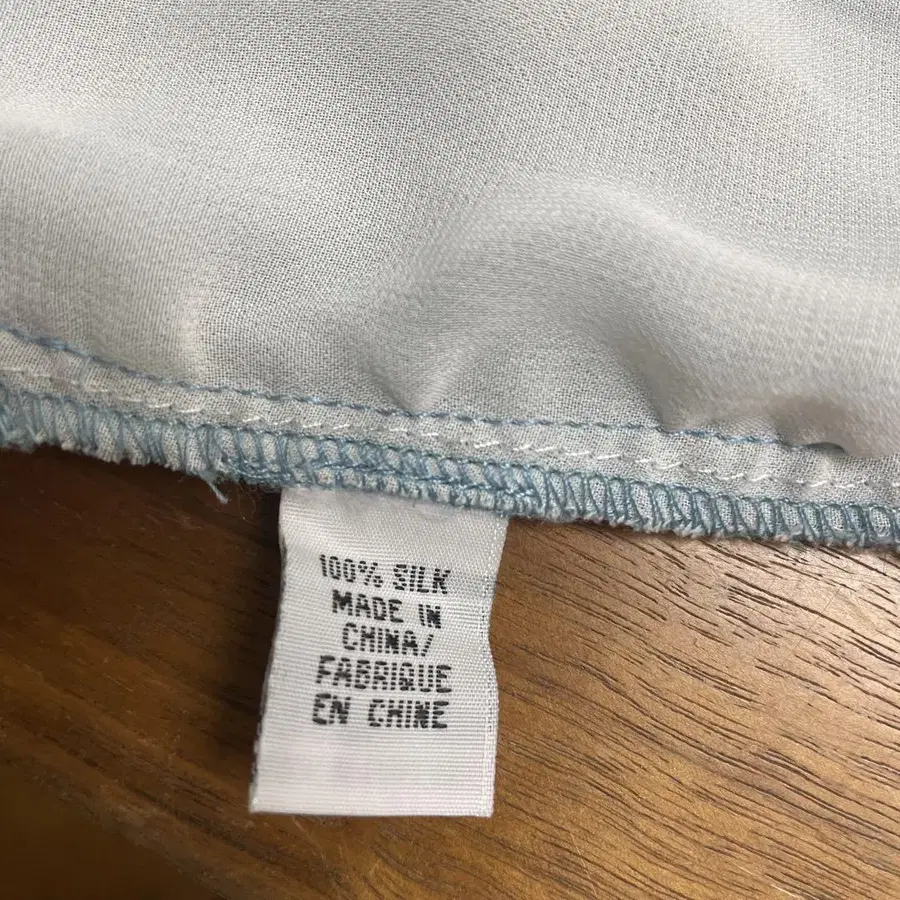 100% SILK
MADE IN
CHINA/
FABRIQUE
EN CHINE